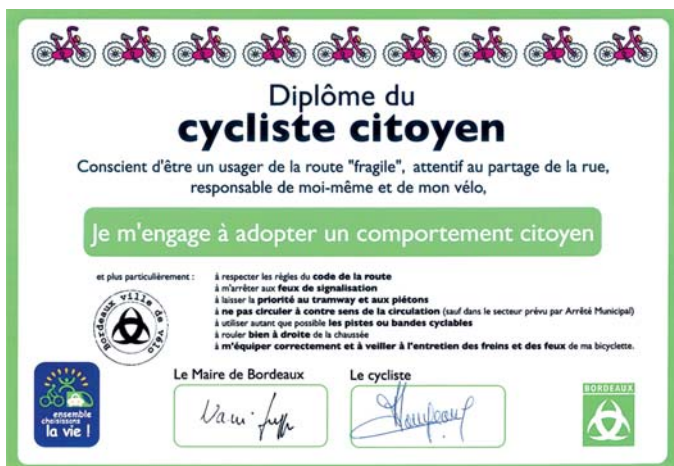 Diplôme du
cycliste citoyen
Conscient d'être un usager de la route "fragile", attentif au partage de la rue,
responsable de moi-même et de mon vélo,
Je m'engage à adopter un comportement citoyen
et plus particulièrement :
à respecter les règles du code de la route
à m'arrêter aux feux de signalisation
à laisser la priorité au tramway et aux piétons
à ne pas circuler à contre sens de la circulation (sauf dans le secteur prévu par Arrêté Municipal)
à utiliser autant que possible les pistes ou bandes cyclables
à rouler bien à droite de la chaussée
à m'équiper correctement et à veiller à l'entretien des freins et des feux de ma bicyclette.
Bordeaux ville de vélo
Le Maire de Bordeaux
Le cycliste
ensemble
choisissons
la vie !
BORDEAUX